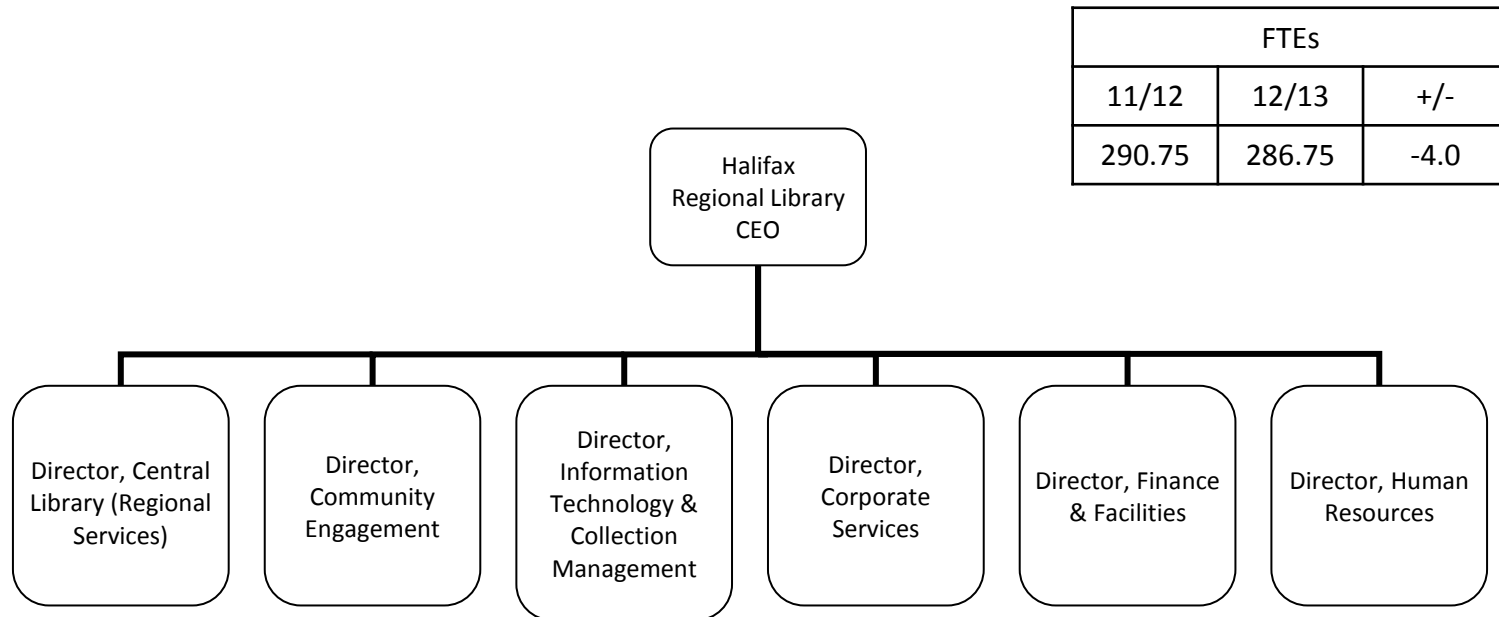 FTEs
11/12 12/13 +/-
290.75 286.75 -4.0
Halifax
Regional Library
CEO
Director, Central
Library (Regional
Services)
Director,
Community
Engagement
Director,
Information
Technology &
Collection
Management
Director,
Corporate
Services
Director, Finance
& Facilities
Director, Human
Resources